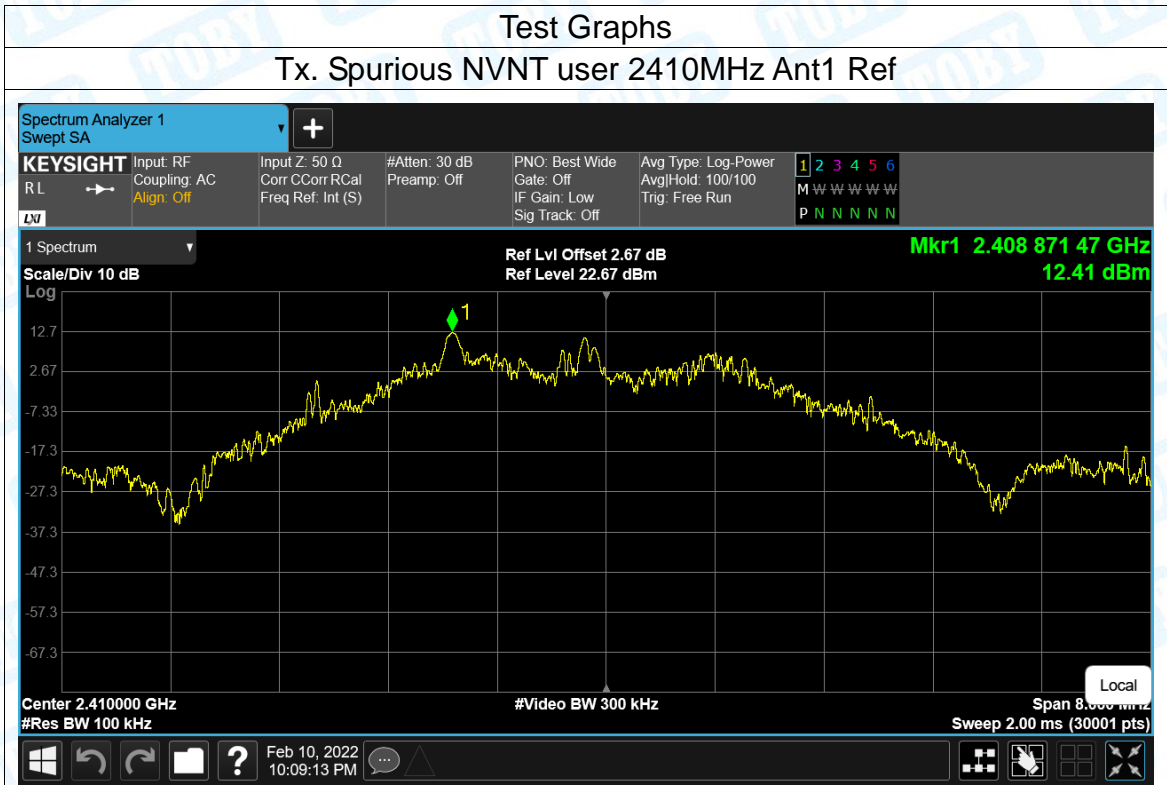 Test Graphs
Tx. Spurious NVNT user 2410MHz Ant1 Ref
Spectrum Analyzer 1
Swept SA
KEYSIGHT
R L
LXI
Input: RF
Coupling: AC
Align: Off
Input Z: 50 Ω
Corr CCorr RCal
Freq Ref: Int (S)
#Atten: 30 dB
Preamp: Off
PNO: Best Wide
Gate: Off
IF Gain: Low
Sig Track: Off
Avg Type: Log-Power
Avg|Hold: 100/100
Trig: Free Run
1 2 3 4 5 6
M W W W W W
P N N N N N
1 Spectrum
Scale/Div 10 dB
Log
Ref Lvl Offset 2.67 dB
Ref Level 22.67 dBm
Mkr1 2.408 871 47 GHz
12.41 dBm
1
12.7
2.67
-7.33
-17.3
-27.3
-37.3
-47.3
-57.3
-67.3
Local
Center 2.410000 GHz
#Res BW 100 kHz
#Video BW 300 kHz
Span 8.000 MHz
Sweep 2.00 ms (30001 pts)
?
Feb 10, 2022
10:09:13 PM
TOBY